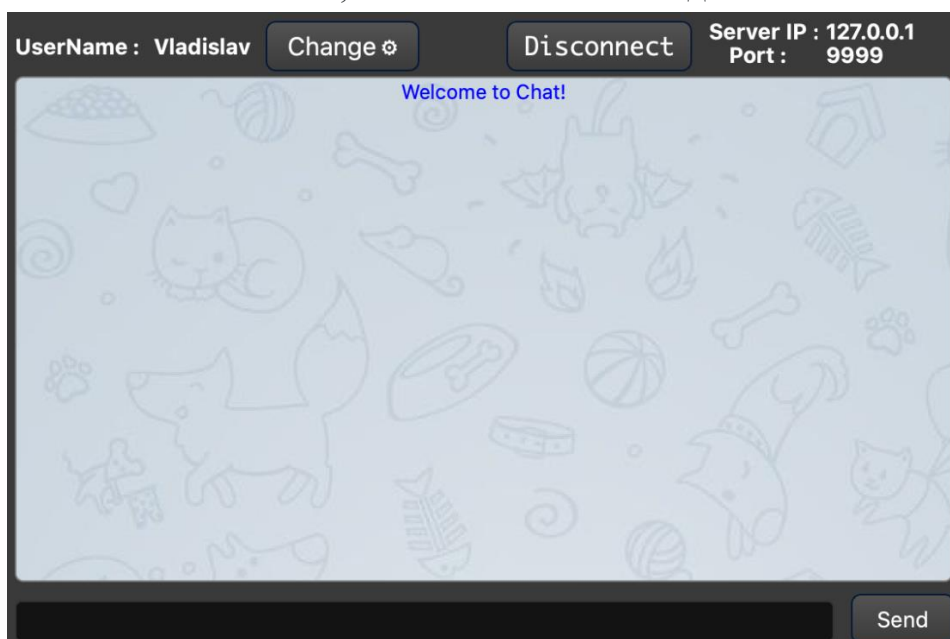 UserName : Vladislav Change ⚙ Disconnect Server IP : 127.0.0.1
Port : 9999
Welcome to Chat!
Send